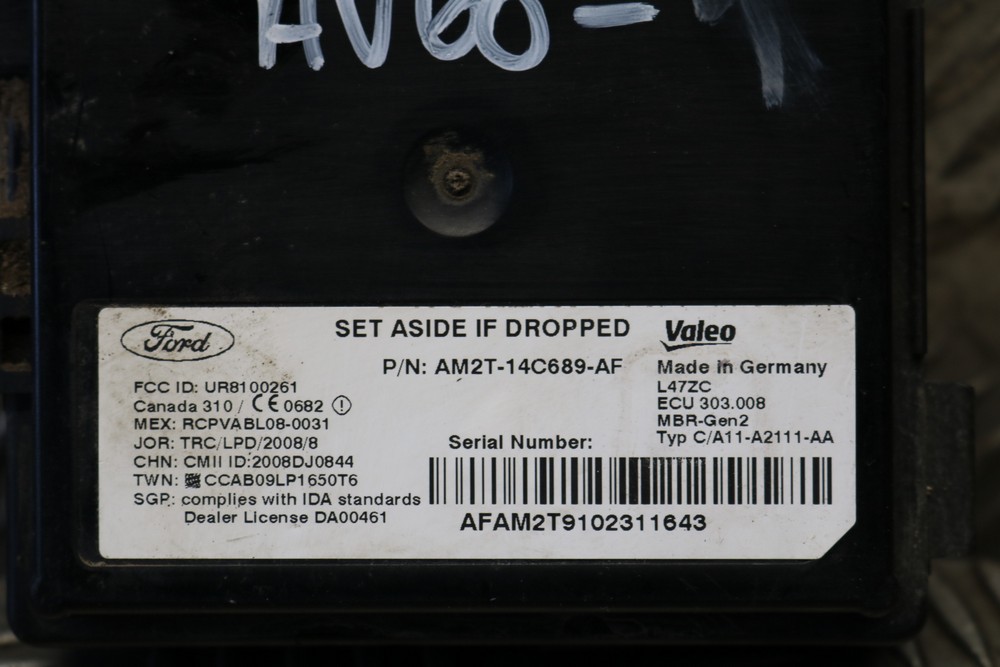 AV60-
Ford
SET ASIDE IF DROPPED
Valeo
P/N: AM2T-14C689-AF
Made in Germany
FCC ID: UR8100261
L47ZC
Canada 310 / CE 0682
ECU 303.008
MEX: RCPVABL08-0031
MBR-Gen2
JOR: TRC/LPD/2008/8
Serial Number:
Typ C/A11-A2111-AA
CHN: CMII ID:2008DJ0844
TWN: CCAB09LP1650T6
SGP: complies with IDA standards
Dealer License DA00461
AFAM2T9102311643